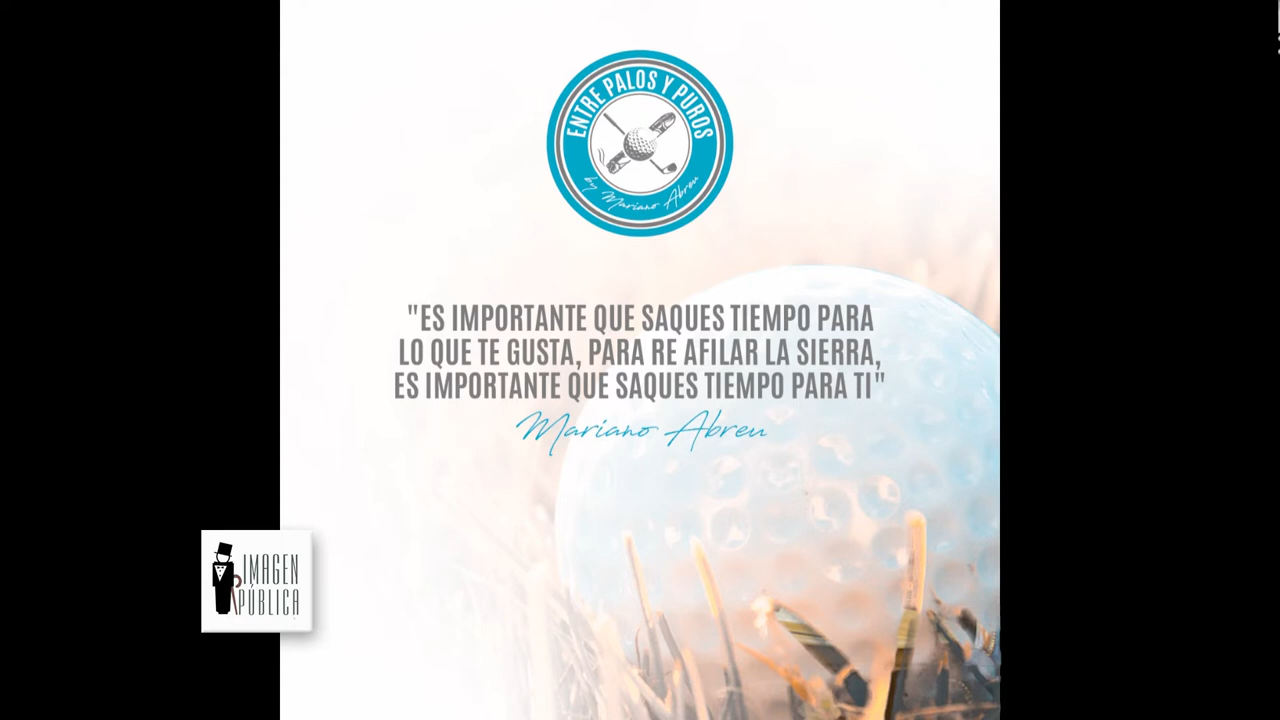 ENTRE PALOS Y PUROS
by Mariano Abreu
"ES IMPORTANTE QUE SAQUES TIEMPO PARA
LO QUE TE GUSTA, PARA RE AFILAR LA SIERRA,
ES IMPORTANTE QUE SAQUES TIEMPO PARA TI"
Mariano Abreu
IMAGEN
PÚBLICA